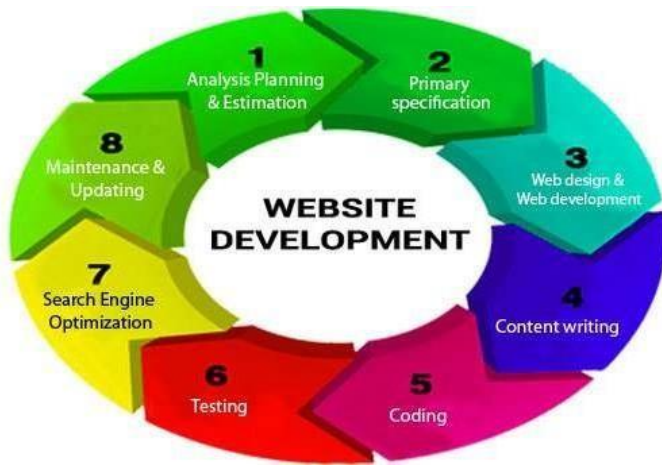 1
Analysis Planning
& Estimation
2
Primary
specification
3
Web design &
Web development
4
Content writing
5
Coding
6
Testing
7
Search Engine
Optimization
8
Maintenance &
Updating
WEBSITE
DEVELOPMENT